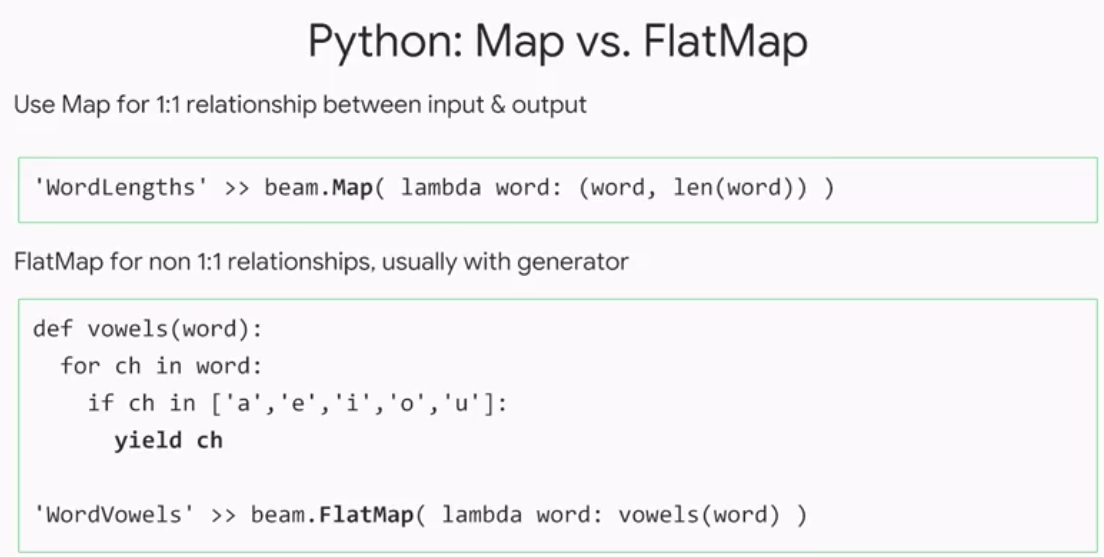 Python: Map vs. FlatMap
Use Map for 1:1 relationship between input & output
'WordLengths' >> beam.Map( lambda word: (word, len(word)) )
FlatMap for non 1:1 relationships, usually with generator
def vowels(word):
  for ch in word:
    if ch in ['a','e','i','o','u']:
      yield ch
'WordVowels' >> beam.FlatMap( lambda word: vowels(word) )